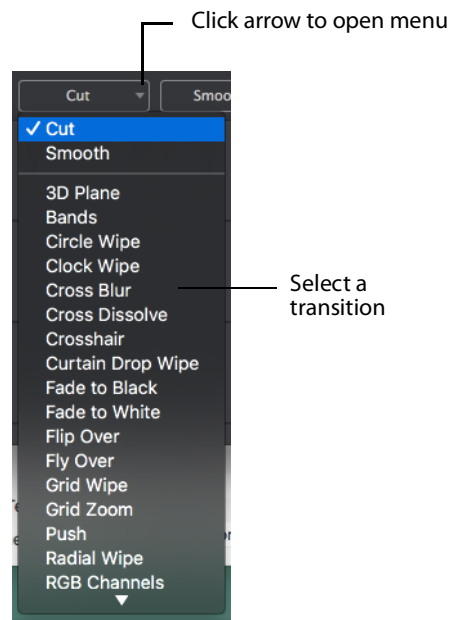 Click arrow to open menu
Cut
Smoo
Cut
Smooth
3D Plane
Bands
Circle Wipe
Clock Wipe
Cross Blur
Select a
transition
Cross Dissolve
Crosshair
Curtain Drop Wipe
Fade to Black
Fade to White
Flip Over
Fly Over
Grid Wipe
Grid Zoom
Push
Radial Wipe
RGB Channels